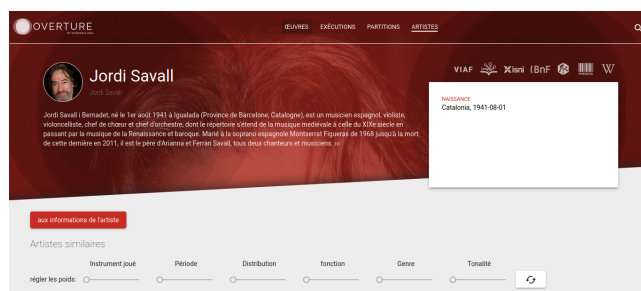 OVERTURE
ŒUVRES EXÉCUTIONS PARTITIONS ARTISTES
Jordi Savall
Jordi Savall
VIAF isni (BnF W
Jordi Savall i Bernadet, né le 1er août 1941 à Igualada (Province de Barcelone, Catalogne), est un musicien espagnol, violiste,
violoncelliste, chef de chœur et chef d'orchestre, dont le répertoire s'étend de la musique médiévale à celle du XIXe siècle en
passant par la musique de la Renaissance et baroque. Marié à la soprano espagnole Montserrat Figueras de 1968 jusqu'à la mort
de cette dernière en 2011, il est le père d'Arianna et Ferran Savall, tous deux chanteurs et musiciens.
NAISSANCE
Catalonia, 1941-08-01
aux informations de l'artiste
Artistes similaires
Instrument joué Période Distribution fonction Genre Tonalité
régler les poids: